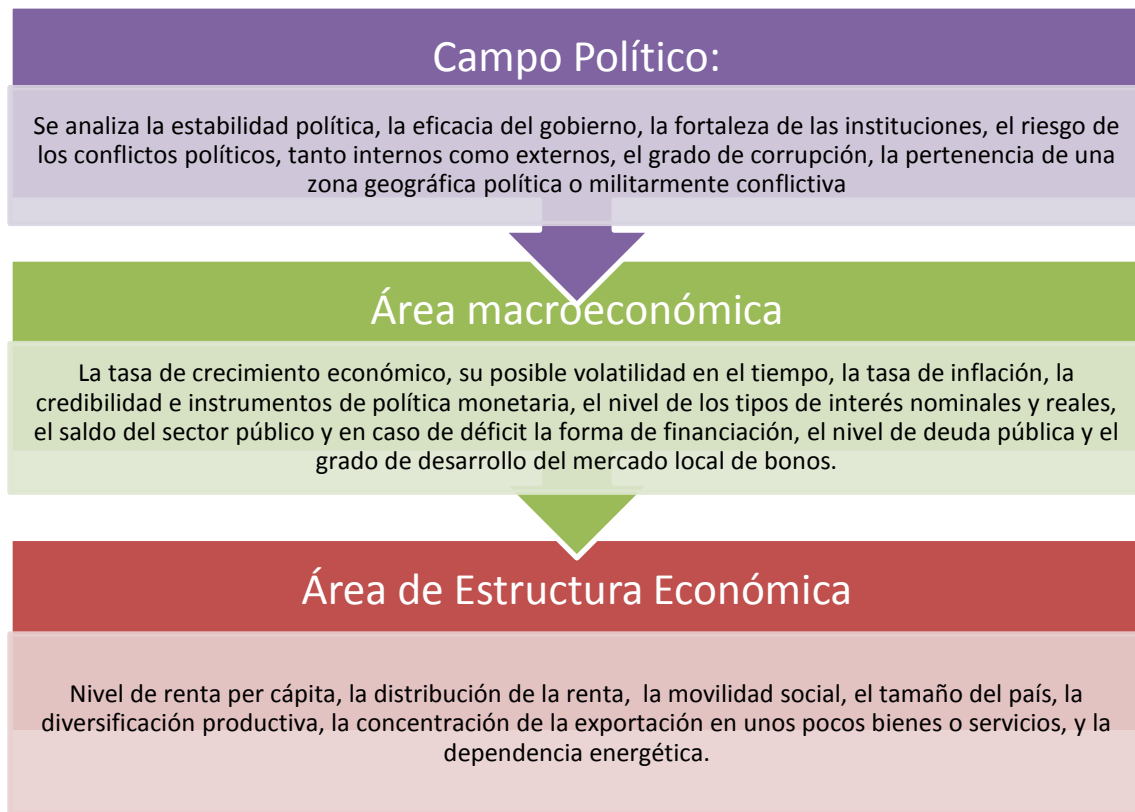 Campo Político:
Se analiza la estabilidad política, la eficacia del gobierno, la fortaleza de las instituciones, el riesgo de
los conflictos políticos, tanto internos como externos, el grado de corrupción, la pertenencia de una
zona geográfica política o militarmente conflictiva
Área macroeconómica
La tasa de crecimiento económico, su posible volatilidad en el tiempo, la tasa de inflación, la
credibilidad e instrumentos de política monetaria, el nivel de los tipos de interés nominales y reales,
el saldo del sector público y en caso de déficit la forma de financiación, el nivel de deuda pública y el
grado de desarrollo del mercado local de bonos.
Área de Estructura Económica
Nivel de renta per cápita, la distribución de la renta, la movilidad social, el tamaño del país, la
diversificación productiva, la concentración de la exportación en unos pocos bienes o servicios, y la
dependencia energética.